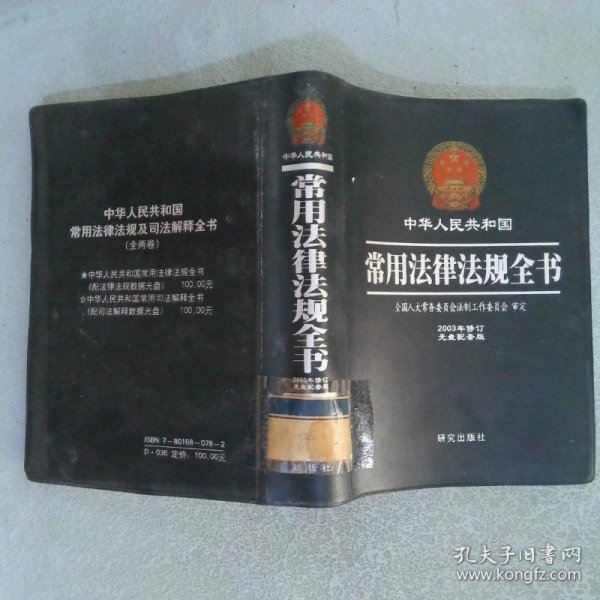 中华人民共和国
常用法律法规及司法解释全书
(全两卷)
★中华人民共和国常用法律法规全书
(配法律法规数据光盘) 100.00元
☆中华人民共和国常用司法解释全书
(配司法解释数据光盘) 100.00元
ISBN 7-80168-078-2
D·036 定价:100.00元
中华人民共和国
常用法律法规全书
2003年修订
光盘配套版
出版社
中华人民共和国
常用法律法规全书
全国人大常务委员会法制工作委员会 审定
2003年修订
光盘配套版
研究出版社
孔夫子旧书网
www.kongfz.com